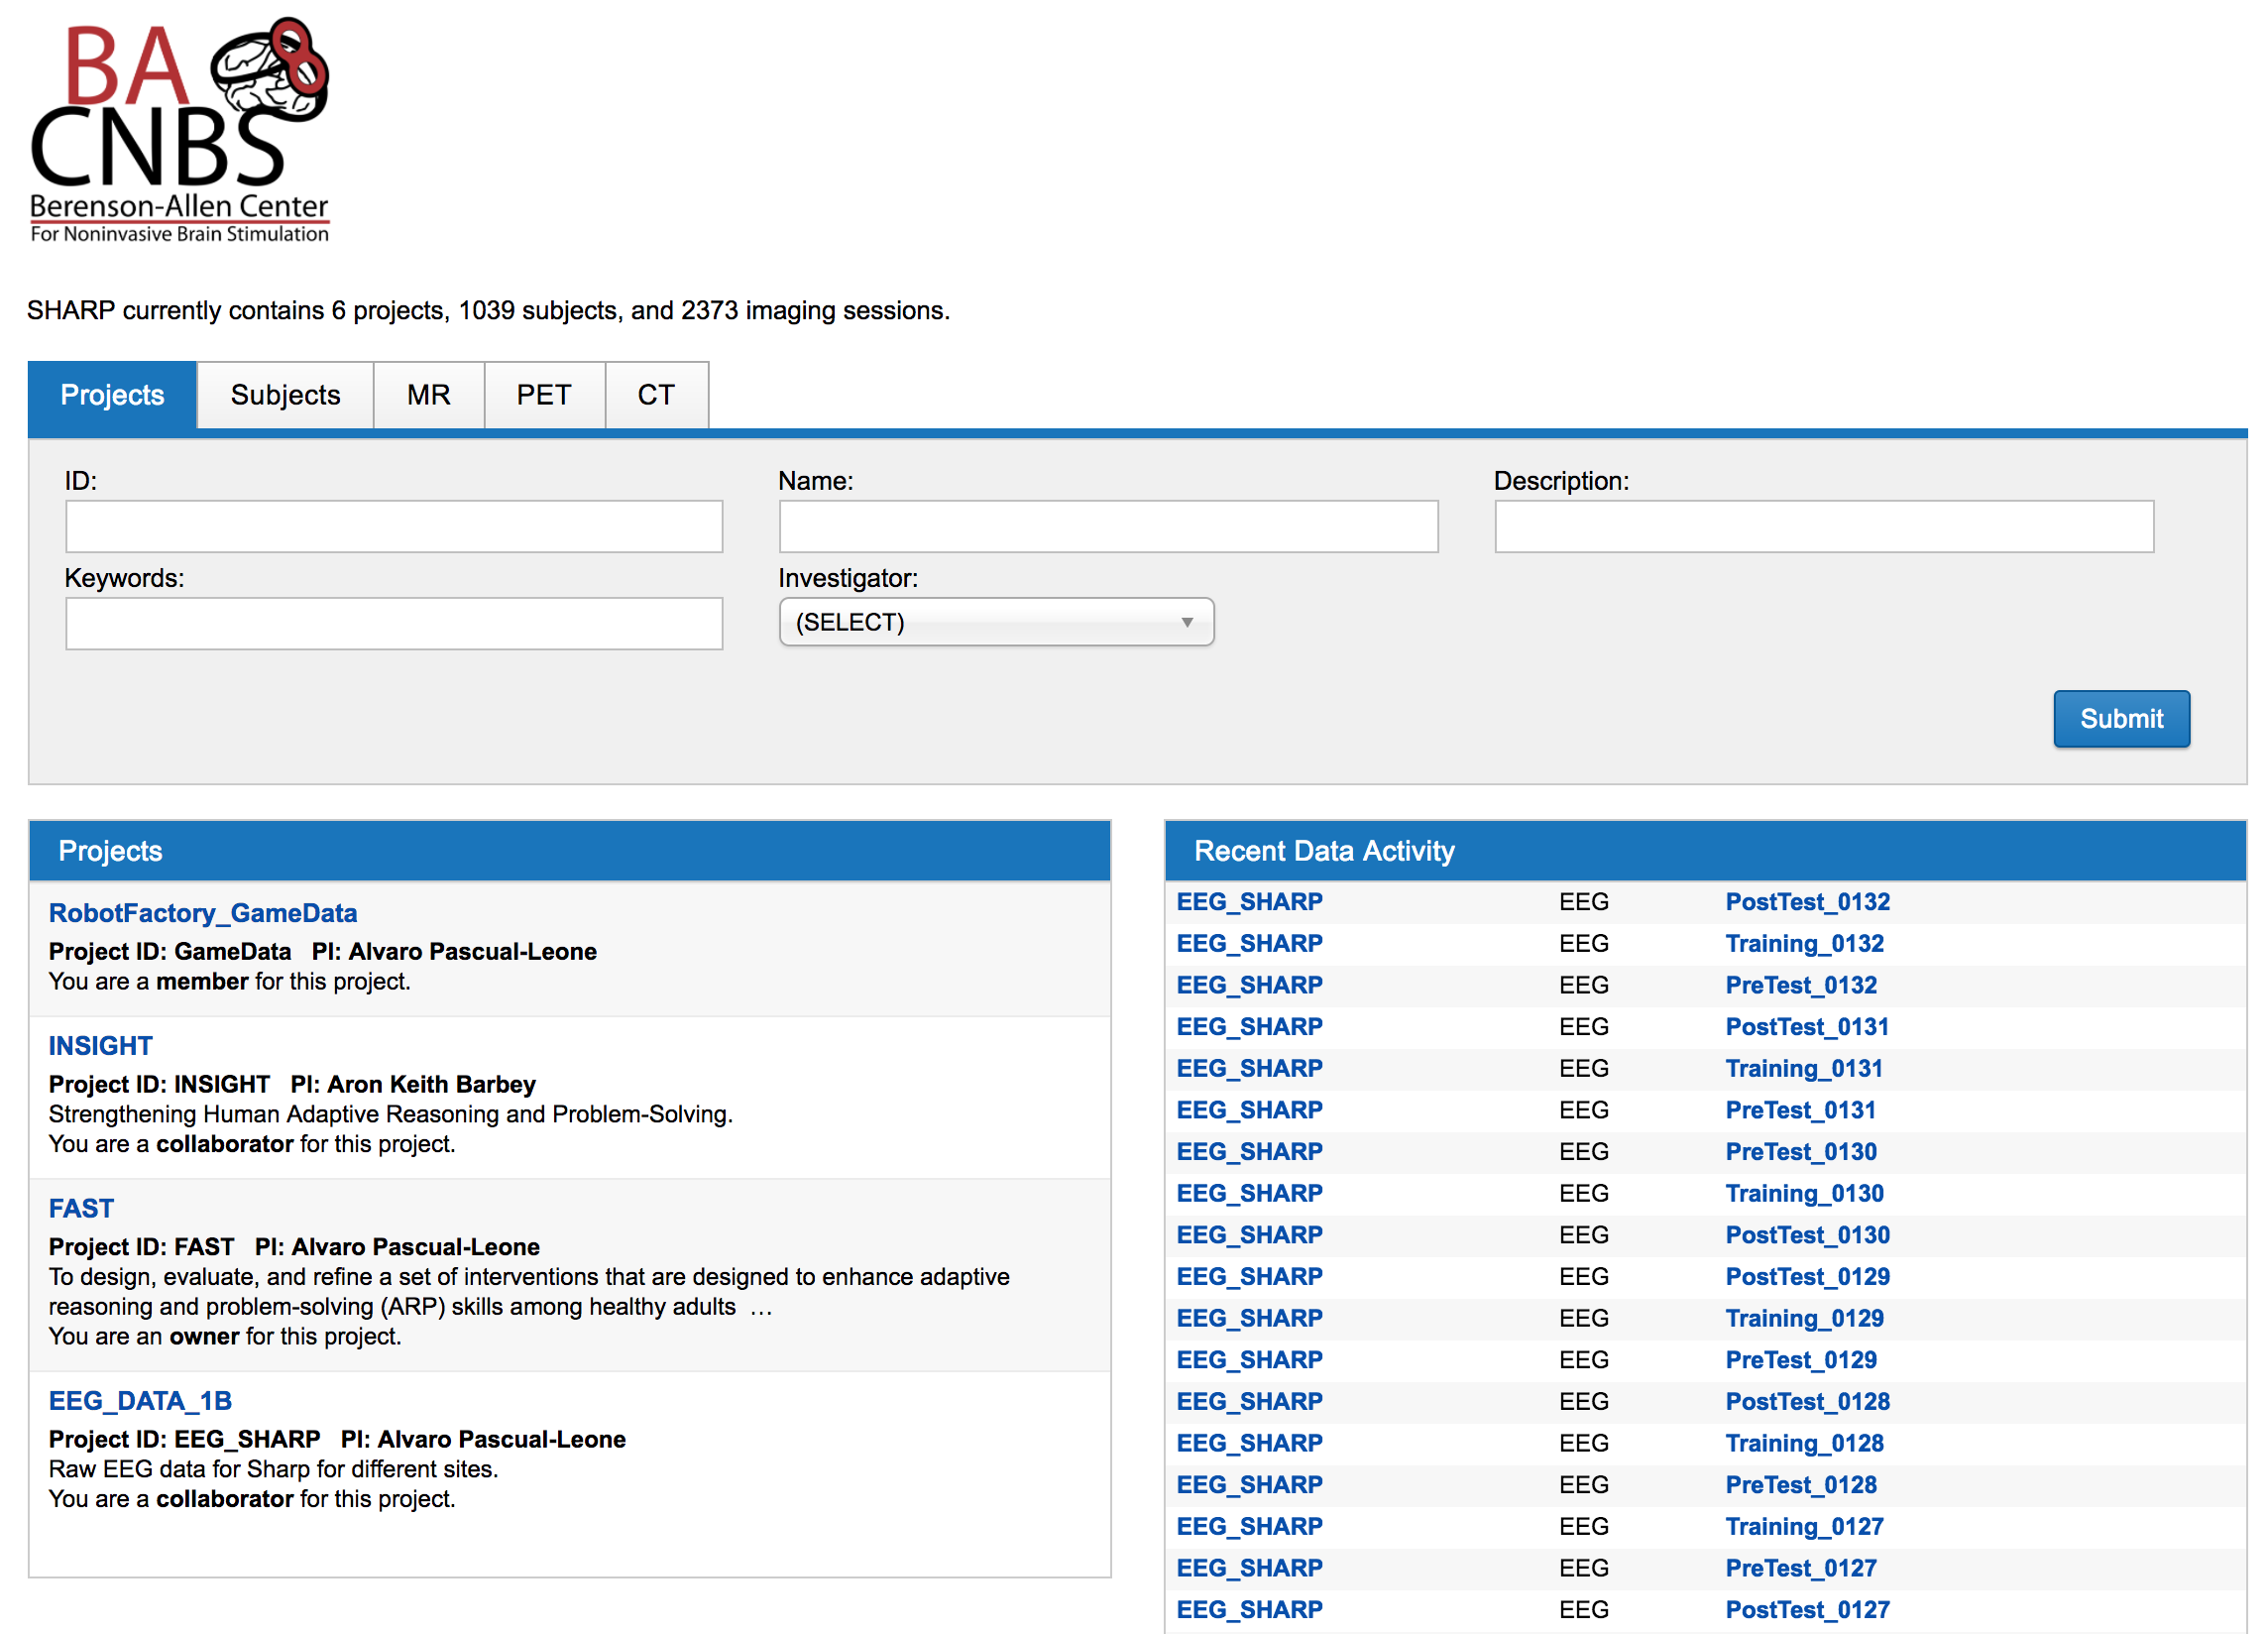 BA
CNBS
Berenson-Allen Center
For Noninvasive Brain Stimulation
SHARP currently contains 6 projects, 1039 subjects, and 2373 imaging sessions.
Projects Subjects MR PET CT
ID: Name: Description:
Keywords: Investigator:
(SELECT)
Submit
Projects
RobotFactory_GameData
Project ID: GameData PI: Alvaro Pascual-Leone
You are a member for this project.
INSIGHT
Project ID: INSIGHT PI: Aron Keith Barbey
Strengthening Human Adaptive Reasoning and Problem-Solving.
You are a collaborator for this project.
FAST
Project ID: FAST PI: Alvaro Pascual-Leone
To design, evaluate, and refine a set of interventions that are designed to enhance adaptive
reasoning and problem-solving (ARP) skills among healthy adults ...
You are an owner for this project.
EEG_DATA_1B
Project ID: EEG_SHARP PI: Alvaro Pascual-Leone
Raw EEG data for Sharp for different sites.
You are a collaborator for this project.
Recent Data Activity
EEG_SHARP EEG PostTest_0132
EEG_SHARP EEG Training_0132
EEG_SHARP EEG PreTest_0132
EEG_SHARP EEG PostTest_0131
EEG_SHARP EEG Training_0131
EEG_SHARP EEG PreTest_0131
EEG_SHARP EEG PreTest_0130
EEG_SHARP EEG Training_0130
EEG_SHARP EEG PostTest_0130
EEG_SHARP EEG PostTest_0129
EEG_SHARP EEG Training_0129
EEG_SHARP EEG PreTest_0129
EEG_SHARP EEG PostTest_0128
EEG_SHARP EEG Training_0128
EEG_SHARP EEG PreTest_0128
EEG_SHARP EEG Training_0127
EEG_SHARP EEG PreTest_0127
EEG_SHARP EEG PostTest_0127